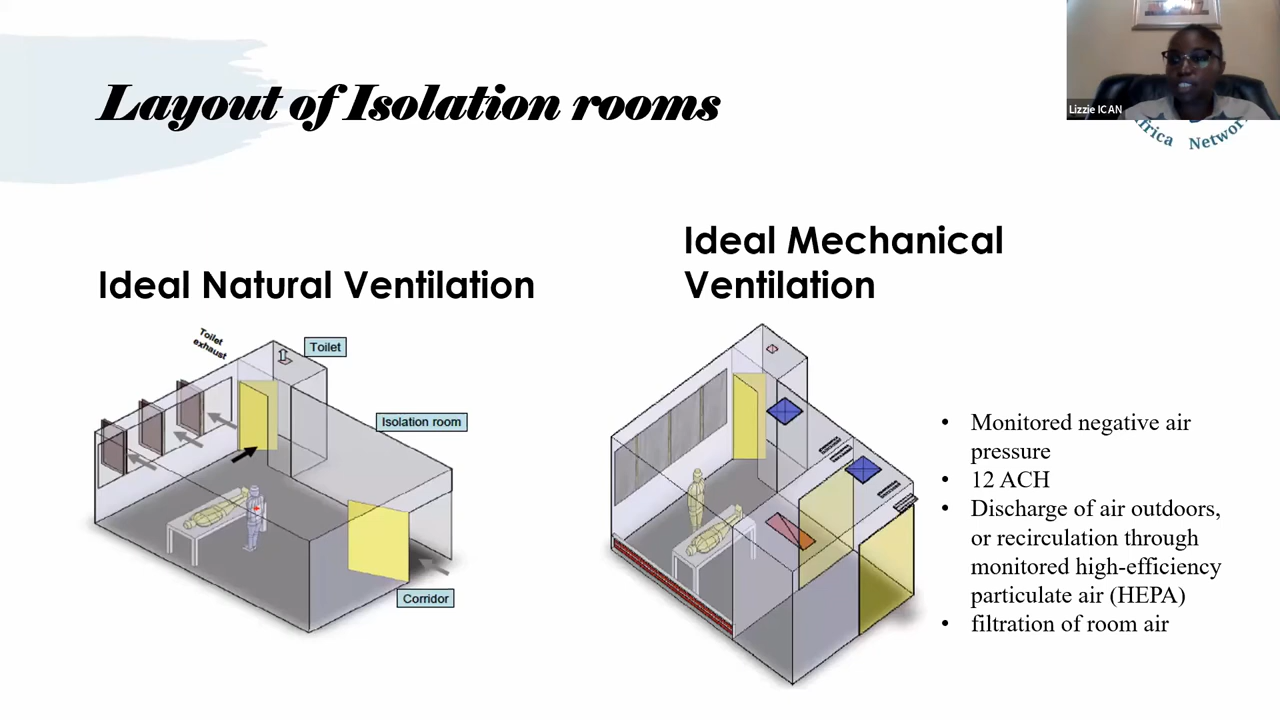 Layout of Isolation rooms
Lizzie ICAN
frica Network
Ideal Natural Ventilation
Toilet
exhaust
Toilet
Isolation room
Corridor
Ideal Mechanical
Ventilation
• Monitored negative air
pressure
• 12 ACH
• Discharge of air outdoors,
or recirculation through
monitored high-efficiency
particulate air (HEPA)
• filtration of room air